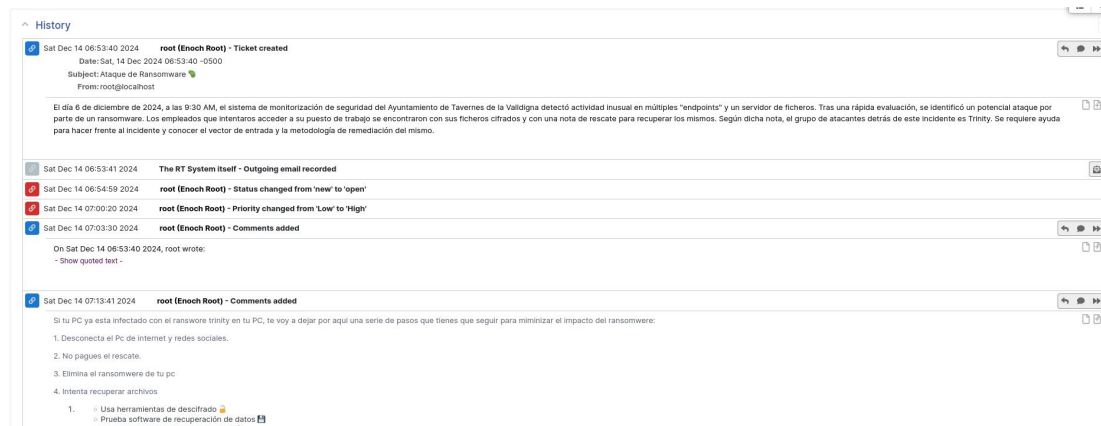 History
Sat Dec 14 06:53:40 2024 root (Enoch Root) - Ticket created
Date: Sat, 14 Dec 2024 06:53:40 -0500
Subject: Ataque de Ransomware
From: root@localhost
El día 6 de diciembre de 2024, a las 9:30 AM, el sistema de monitorización de seguridad del Ayuntamiento de Tavernes de la Valldigna detectó actividad inusual en múltiples "endpoints" y un servidor de ficheros. Tras una rápida evaluación, se identificó un potencial ataque por
parte de un ransomware. Los empleados que intentaros acceder a su puesto de trabajo se encontraron con sus ficheros cifrados y con una nota de rescate para recuperar los mismos. Según dicha nota, el grupo de atacantes detrás de este incidente es Trinity. Se requiere ayuda
para hacer frente al incidente y conocer el vector de entrada y la metodología de remediación del mismo.
Sat Dec 14 06:53:41 2024 The RT System itself - Outgoing email recorded
Sat Dec 14 06:54:59 2024 root (Enoch Root) - Status changed from 'new' to 'open'
Sat Dec 14 07:00:20 2024 root (Enoch Root) - Priority changed from 'Low' to 'High'
Sat Dec 14 07:03:30 2024 root (Enoch Root) - Comments added
On Sat Dec 14 06:53:40 2024, root wrote:
- Show quoted text -
Sat Dec 14 07:13:41 2024 root (Enoch Root) - Comments added
Si tu PC ya esta infectado con el ranswore trinity en tu PC, te voy a dejar por aqui una serie de pasos que tienes que seguir para miminizar el impacto del ransomwere:
1. Desconecta el Pc de internet y redes sociales.
2. No pagues el rescate.
3. Elimina el ransomwere de tu pc
4. Intenta recuperar archivos
1. ○ Usa herramientas de descifrado 🔓
○ Prueba software de recuperación de datos 💾